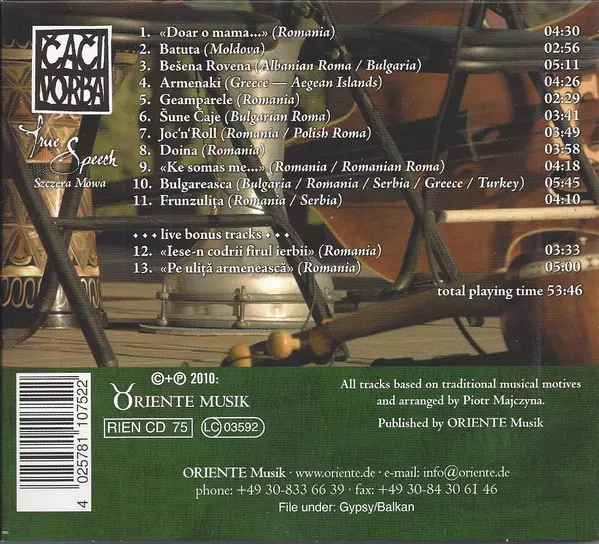 ČAČI
VORBA
True
Speech
Szczera Mowa
1. «Doar o mama...» (Romania) 04:30
2. Batuta (Moldova) 02:56
3. Bešena Rovena (Albanian Roma / Bulgaria) 05:11
4. Armenaki (Greece — Aegean Islands) 04:26
5. Geamparele (Romania) 02:29
6. Šune Čaje (Bulgarian Roma) 03:41
7. Joc'n'Roll (Romania / Polish Roma) 03:49
8. Doina (Romania) 03:58
9. «Ke somas me...» (Romania / Romanian Roma) 04:18
10. Bulgareasca (Bulgaria / Romania / Serbia / Greece / Turkey) 05:45
11. Frunzulița (Romania / Serbia) 04:10
••• live bonus tracks •••
12. «Iese-n codrii firul ierbii» (Romania) 03:33
13. «Pe uliță armenească» (Romania) 05:00
total playing time 53:46
©+℗ 2010:
ORIENTE MUSIK
RIEN CD 75 LC 03592
4 025781 107522
All tracks based on traditional musical motives
and arranged by Piotr Majczyna.
Published by ORIENTE Musik
ORIENTE Musik · www.oriente.de · e-mail: info@oriente.de
phone: +49 30-833 66 39 · fax: +49 30-84 30 61 46
File under: Gypsy/Balkan